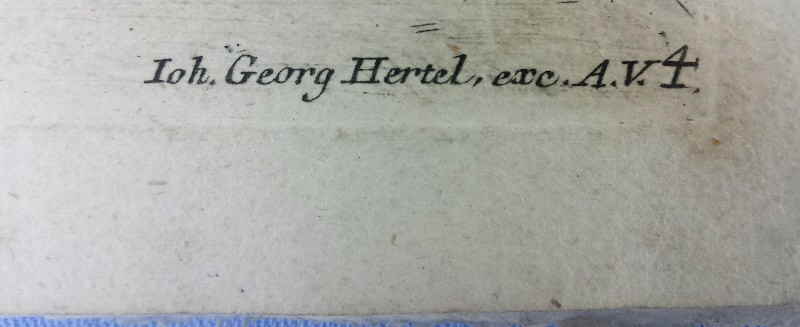 Ioh. Georg Hertel, exc. A.V. 4.